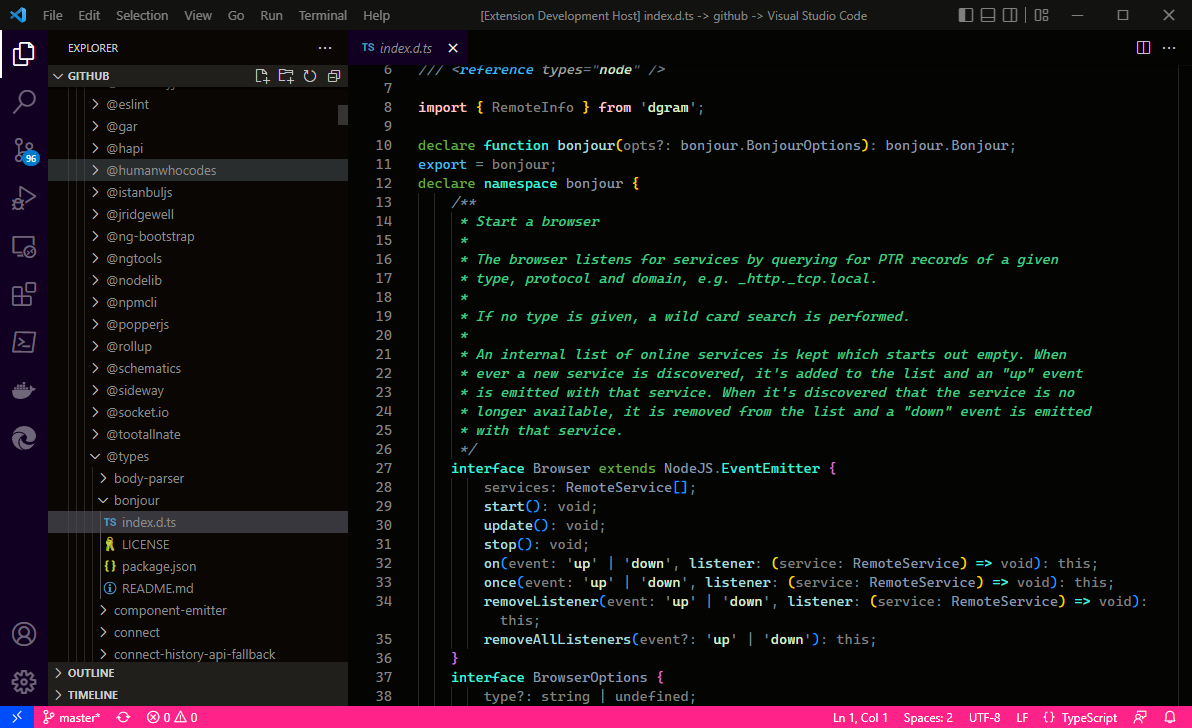 File Edit Selection View Go Run Terminal Help
[Extension Development Host] index.d.ts -> github -> Visual Studio Code
EXPLORER
GITHUB
@eslint
@gar
@hapi
@humanwhocodes
@istanbuljs
@jridgewell
@ng-bootstrap
@ngtools
@nodelib
@npmcli
@popperjs
@rollup
@schematics
@sideway
@socket.io
@tootallnate
@types
body-parser
bonjour
TS index.d.ts
LICENSE
{} package.json
README.md
component-emitter
connect
connect-history-api-fallback
OUTLINE
TIMELINE
96
TS index.d.ts
6 /// <reference types="node" />
7
8 import { RemoteInfo } from 'dgram';
9
10 declare function bonjour(opts?: bonjour.BonjourOptions): bonjour.Bonjour;
11 export = bonjour;
12 declare namespace bonjour {
13 /**
14 * Start a browser
15 *
16 * The browser listens for services by querying for PTR records of a given
17 * type, protocol and domain, e.g. _http._tcp.local.
18 *
19 * If no type is given, a wild card search is performed.
20 *
21 * An internal list of online services is kept which starts out empty. When
22 * ever a new service is discovered, it's added to the list and an "up" event
23 * is emitted with that service. When it's discovered that the service is no
24 * longer available, it is removed from the list and a "down" event is emitted
25 * with that service.
26 */
27 interface Browser extends NodeJS.EventEmitter {
28 services: RemoteService[];
29 start(): void;
30 update(): void;
31 stop(): void;
32 on(event: 'up' | 'down', listener: (service: RemoteService) => void): this;
33 once(event: 'up' | 'down', listener: (service: RemoteService) => void): this;
34 removeListener(event: 'up' | 'down', listener: (service: RemoteService) => void):
this;
35 removeAllListeners(event?: 'up' | 'down'): this;
36 }
37 interface BrowserOptions {
38 type?: string | undefined;
master* 0 0
Ln 1, Col 1 Spaces: 2 UTF-8 LF {} TypeScript